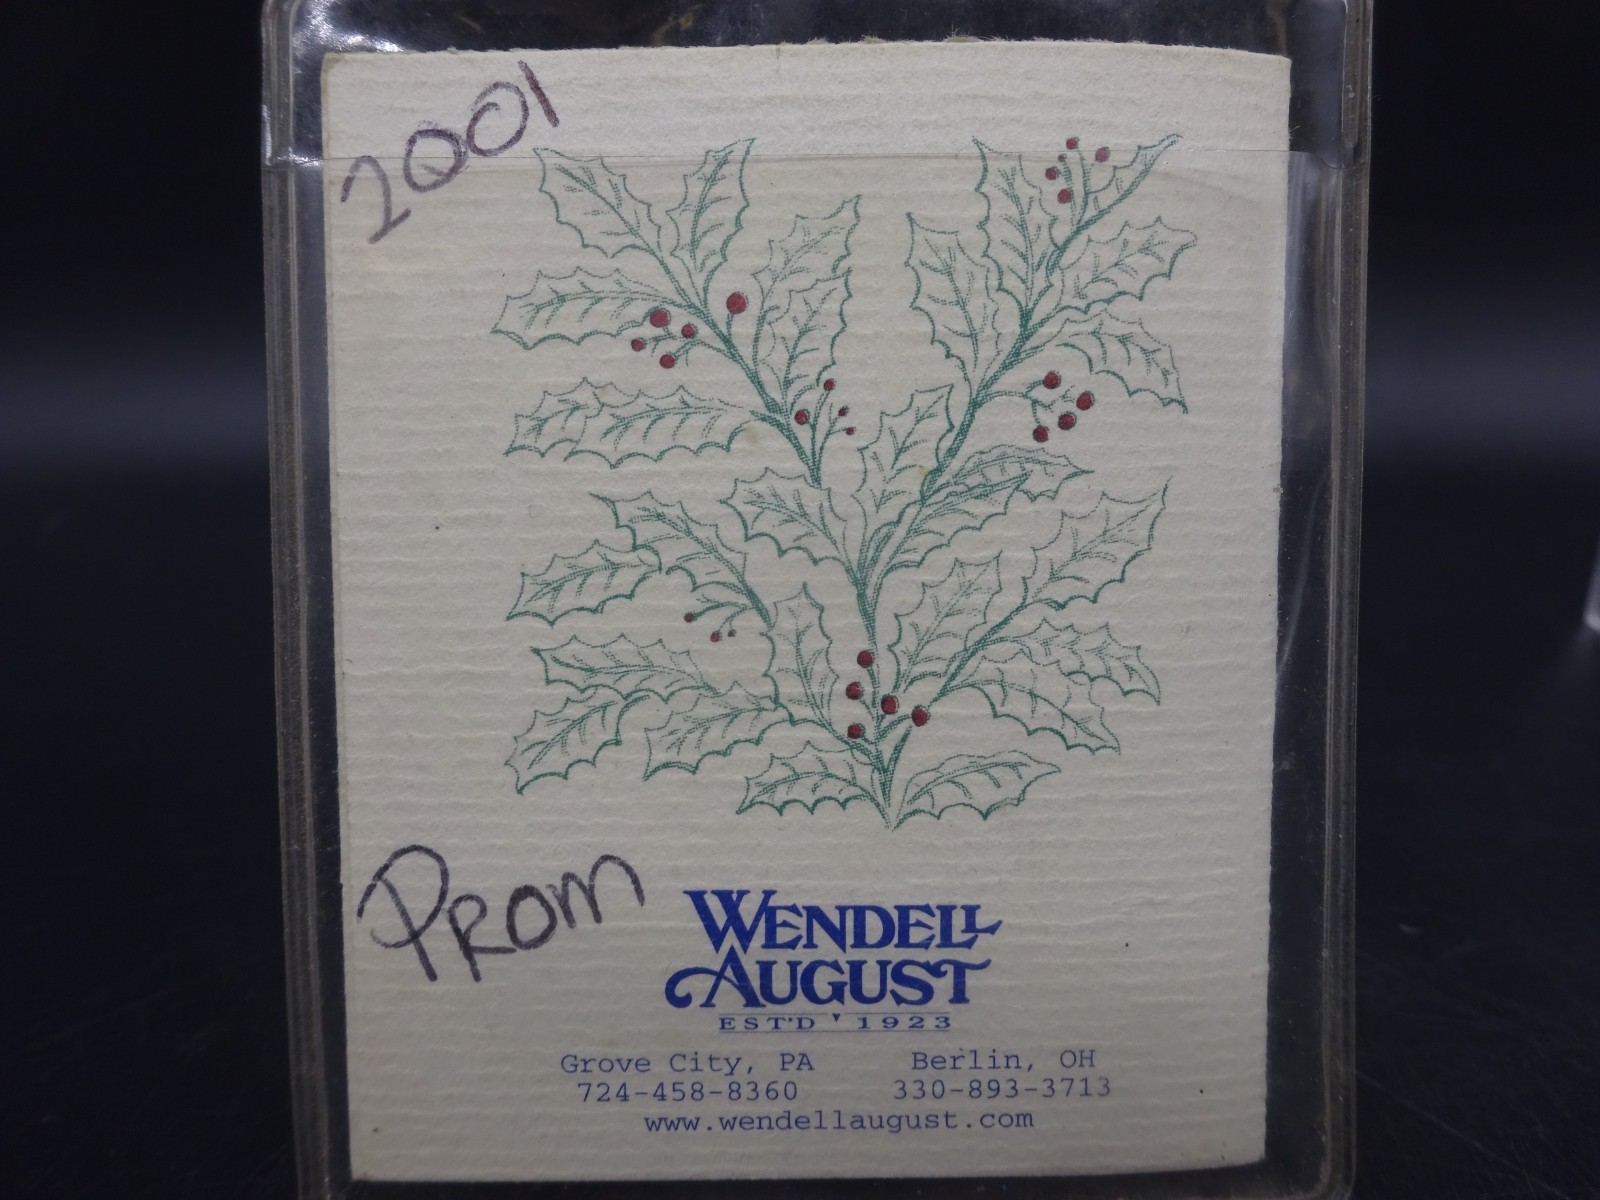 2001
PROM
WENDELL
AUGUST
EST'D ▾ 1923
Grove City, PA Berlin, OH
724-458-8360 330-893-3713
www.wendellaugust.com